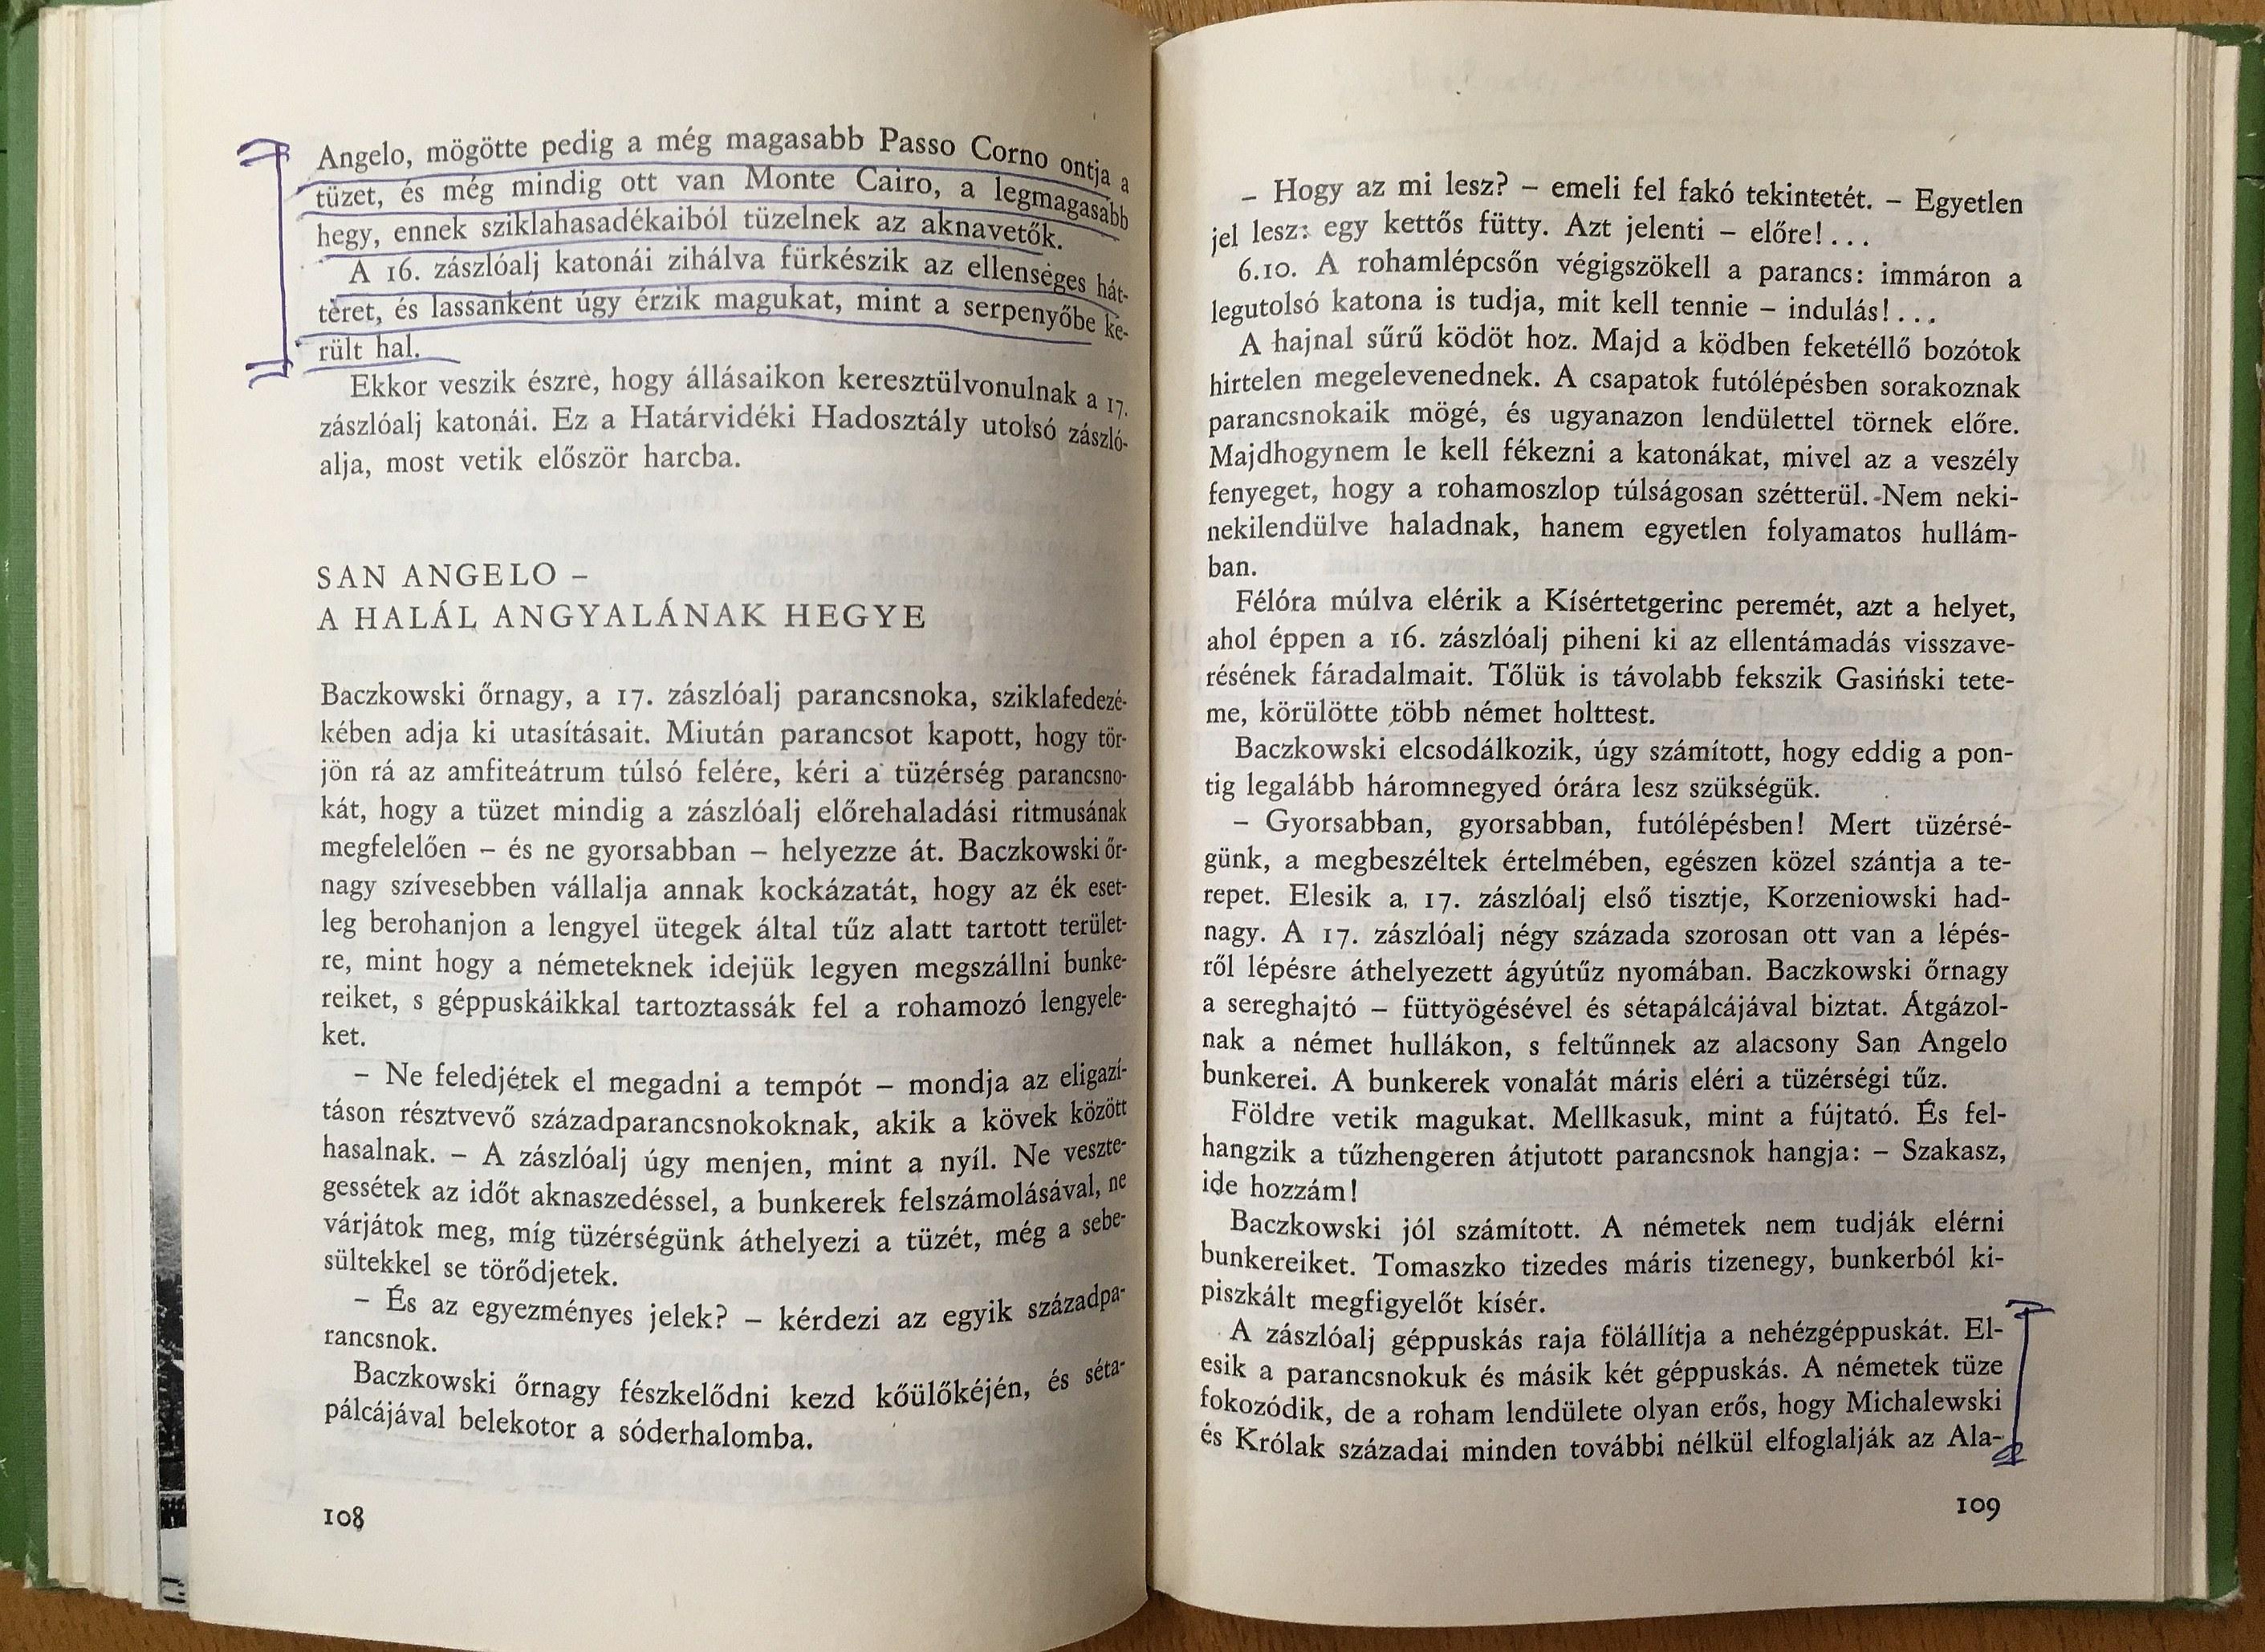 Angelo, mögötte pedig a még magasabb Passo Corno ontja a
tüzet, és még mindig ott van Monte Cairo, a legmagasabb
hegy, ennek sziklahasadékaiból tüzelnek az aknavetők.
A 16. zászlóalj katonái zihálva fürkészik az ellenséges hát-
teret, és lassanként úgy érzik magukat, mint a serpenyőbe ke-
rült hal.
Ekkor veszik észre, hogy állásaikon keresztülvonulnak a 17.
zászlóalj katonái. Ez a Határvidéki Hadosztály utolsó zászló-
alja, most vetik először harcba.
SAN ANGELO –
A HALÁL ANGYALÁNAK HEGYE
Baczkowski őrnagy, a 17. zászlóalj parancsnoka, sziklafedezé-
kében adja ki utasításait. Miután parancsot kapott, hogy tör-
jön rá az amfiteátrum túlsó felére, kéri a tüzérség parancsno-
kát, hogy a tüzet mindig a zászlóalj előrehaladási ritmusának
megfelelően – és ne gyorsabban – helyezze át. Baczkowski őr-
nagy szívesebben vállalja annak kockázatát, hogy az ék eset-
leg berohanjon a lengyel ütegek által tűz alatt tartott terület-
re, mint hogy a németeknek idejük legyen megszállni bunke-
reiket, s géppuskáikkal tartoztassák fel a rohamozó lengyele-
ket.
– Ne feledjétek el megadni a tempót – mondja az eligazí-
táson résztvevő századparancsnokoknak, akik a kövek között
hasalnak. – A zászlóalj úgy menjen, mint a nyíl. Ne veszte-
gessétek az időt aknaszedéssel, a bunkerek felszámolásával, ne
várjátok meg, míg tüzérségünk áthelyezi a tüzét, még a sebe-
sültekkel se törődjetek.
– És az egyezményes jelek? – kérdezi az egyik századpa-
rancsnok.
Baczkowski őrnagy fészkelődni kezd kőülőkéjén, és séta-
pálcájával belekotor a sóderhalomba.
108
– Hogy az mi lesz? – emeli fel fakó tekintetét. – Egyetlen
jel lesz: egy kettős fütty. Azt jelenti – előre!...
6.10. A rohamlépcsőn végigszökell a parancs: immáron a
legutolsó katona is tudja, mit kell tennie – indulás!...
A hajnal sűrű ködöt hoz. Majd a ködben feketéllő bozótok
hirtelen megelevenednek. A csapatok futólépésben sorakoznak
parancsnokaik mögé, és ugyanazon lendülettel törnek előre.
Majdhogynem le kell fékezni a katonákat, mivel az a veszély
fenyeget, hogy a rohamoszlop túlságosan szétterül. Nem neki-
nekilendülve haladnak, hanem egyetlen folyamatos hullám-
ban.
Félóra múlva elérik a Kísértetgerinc peremét, azt a helyet,
ahol éppen a 16. zászlóalj piheni ki az ellentámadás visszave-
résének fáradalmait. Tőlük is távolabb fekszik Gasiński tete-
me, körülötte több német holttest.
Baczkowski elcsodálkozik, úgy számított, hogy eddig a pon-
tig legalább háromnegyed órára lesz szükségük.
– Gyorsabban, gyorsabban, futólépésben! Mert tüzérsé-
günk, a megbeszéltek értelmében, egészen közel szántja a te-
repet. Elesik a 17. zászlóalj első tisztje, Korzeniowski had-
nagy. A 17. zászlóalj négy százada szorosan ott van a lépés-
ről lépésre áthelyezett ágyútűz nyomában. Baczkowski őrnagy
a sereghajtó – füttyögésével és sétapálcájával biztat. Átgázol-
nak a német hullákon, s feltűnnek az alacsony San Angelo
bunkerei. A bunkerek vonalát máris eléri a tüzérségi tűz.
Földre vetik magukat. Mellkasuk, mint a fújtató. És fel-
hangzik a tűzhengeren átjutott parancsnok hangja: – Szakasz,
ide hozzám!
Baczkowski jól számított. A németek nem tudják elérni
bunkereiket. Tomaszko tizedes máris tizenegy, bunkerból ki-
piszkált megfigyelőt kísér.
A zászlóalj géppuskás raja fölállítja a nehézgéppuskát. El-
esik a parancsnokuk és másik két géppuskás. A németek tüze
fokozódik, de a roham lendülete olyan erős, hogy Michalewski
és Królak századai minden további nélkül elfoglalják az Ala-
109